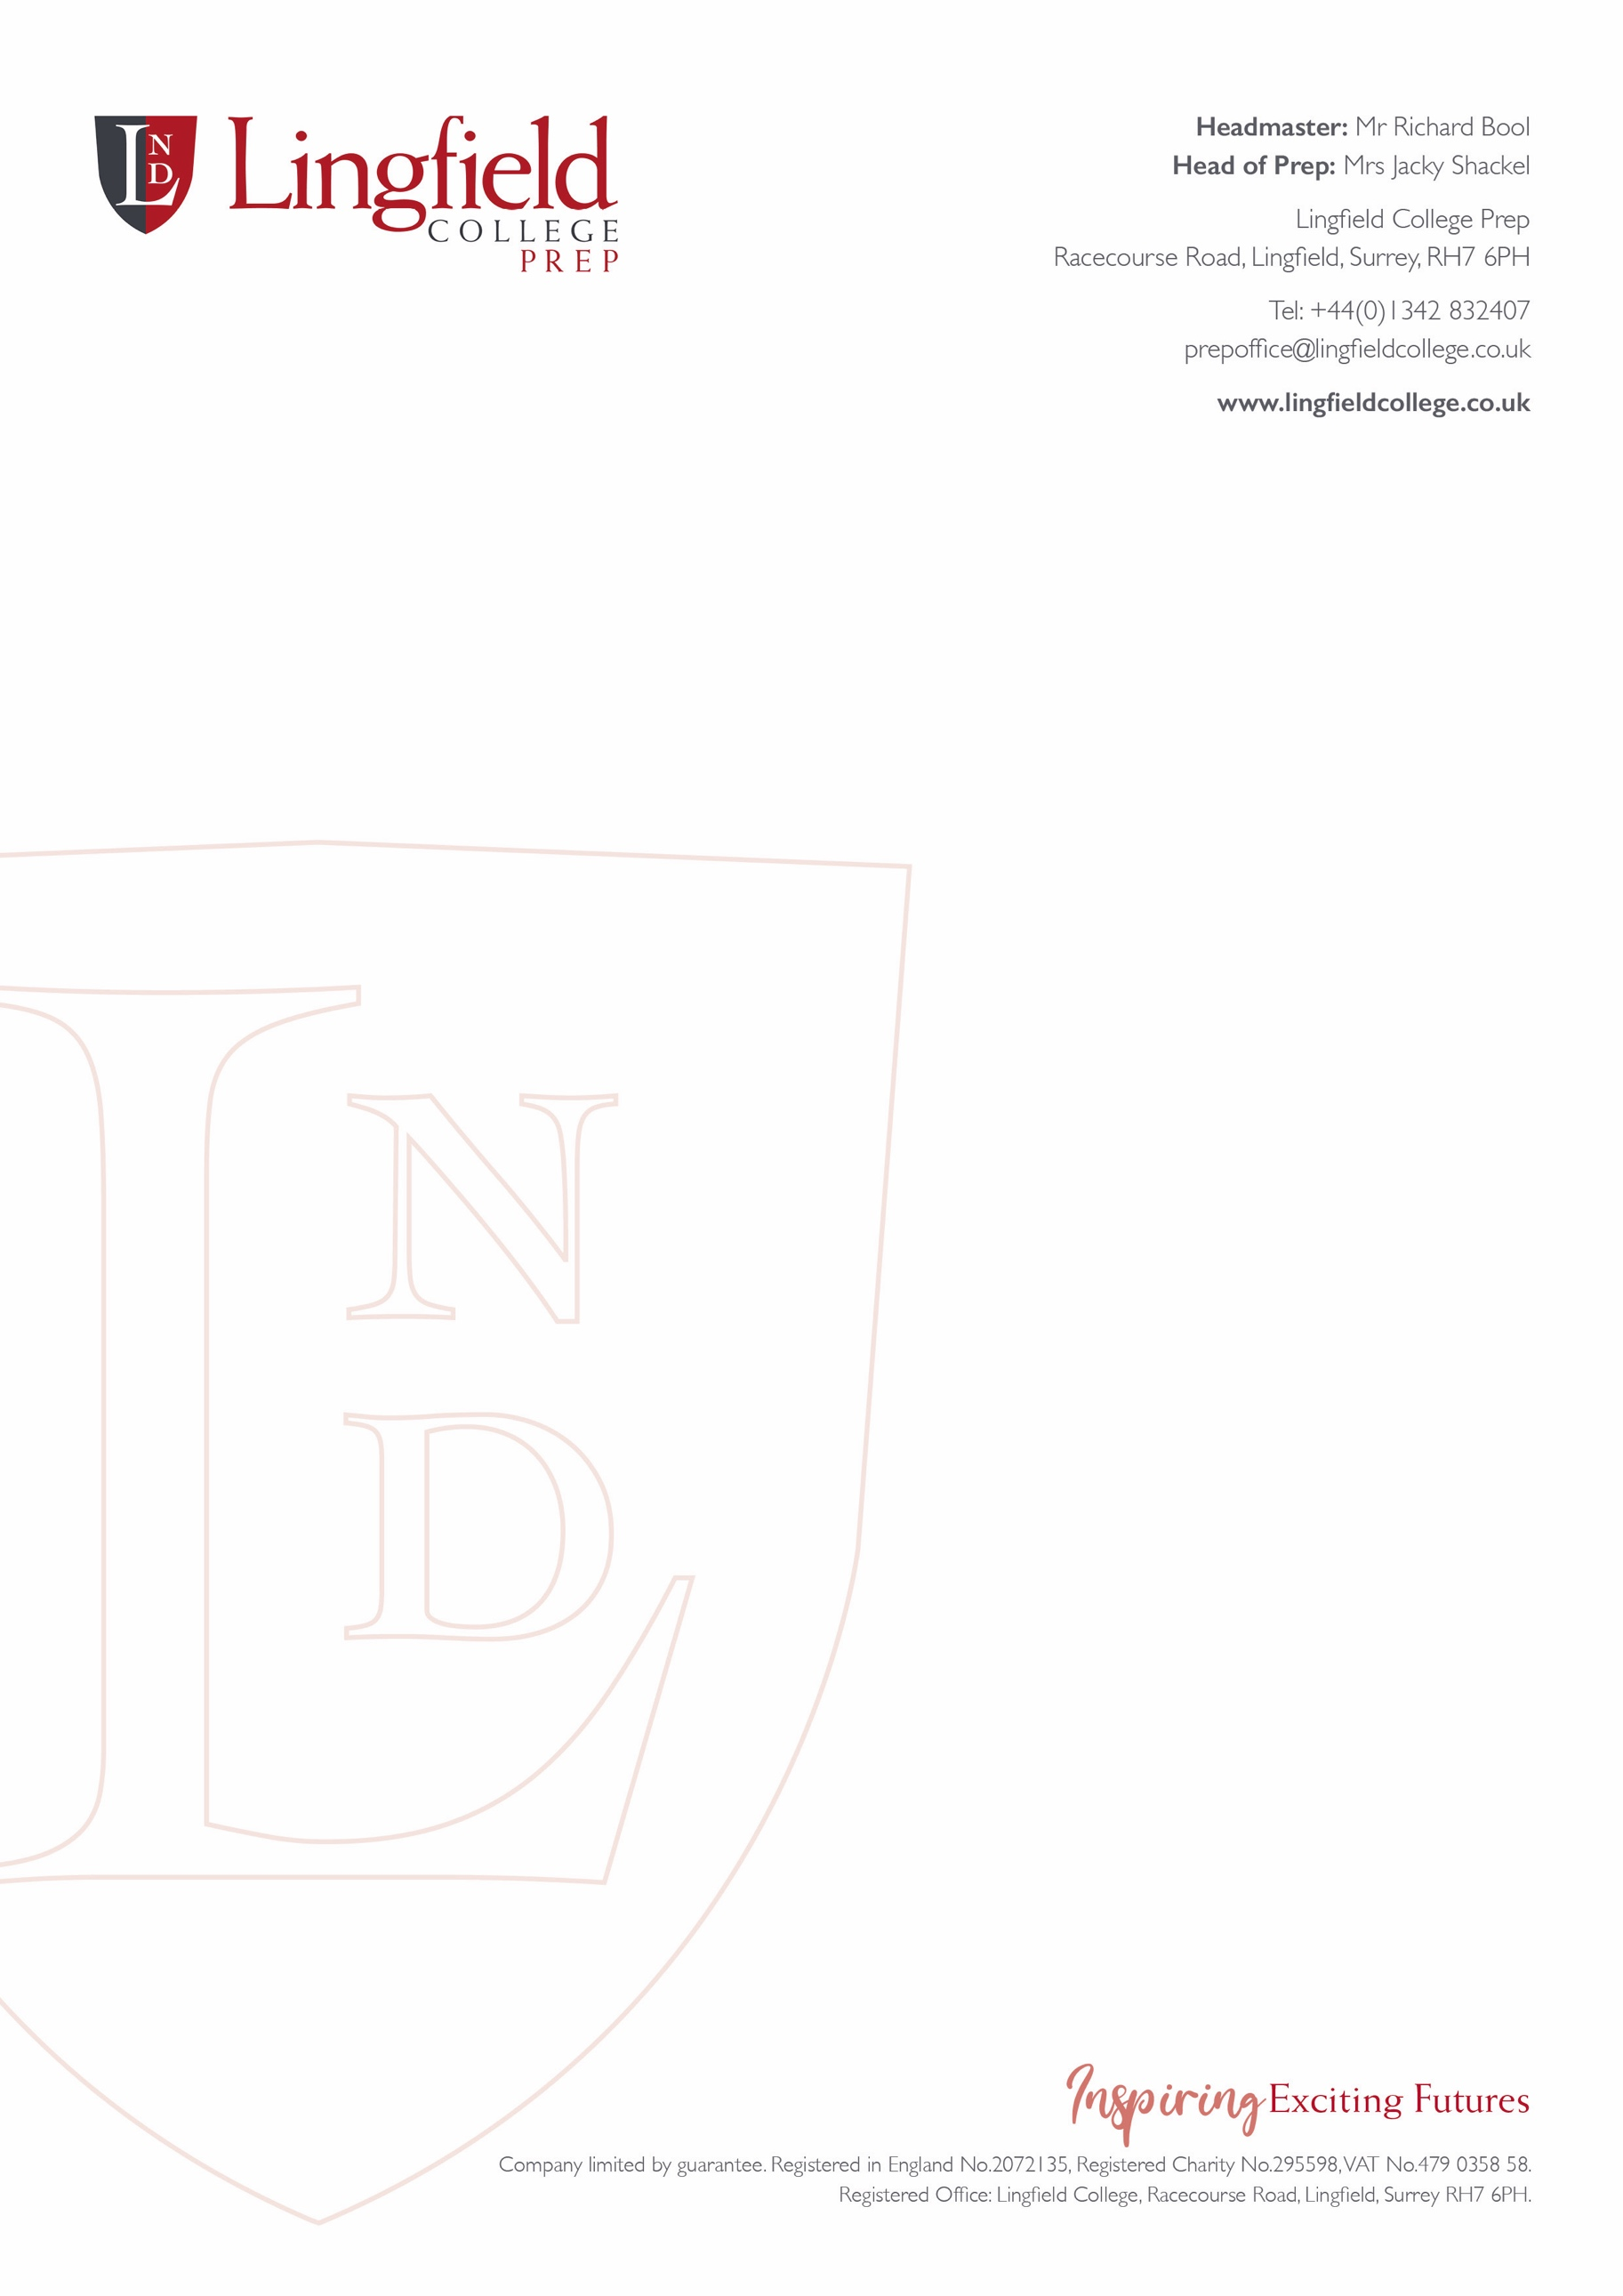 L
N
D
Lingfield
COLLEGE
PREP
Headmaster: Mr Richard Bool
Head of Prep: Mrs Jacky Shackel
Lingfield College Prep
Racecourse Road, Lingfield, Surrey, RH7 6PH
Tel: +44(0)1342 832407
prepoffice@lingfieldcollege.co.uk
www.lingfieldcollege.co.uk
L
N
D
Inspiring Exciting Futures
Company limited by guarantee. Registered in England No.2072135, Registered Charity No.295598, VAT No.479 0358 58.
Registered Office: Lingfield College, Racecourse Road, Lingfield, Surrey RH7 6PH.